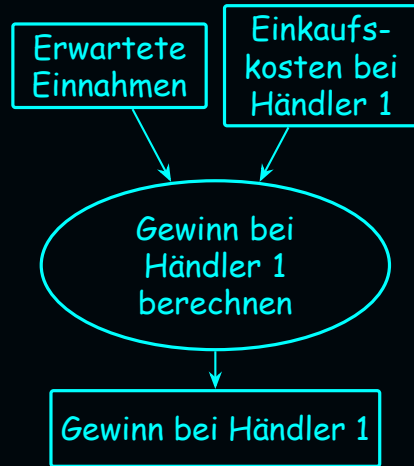 Erwartete
Einnahmen
Einkaufs-
kosten bei
Händler 1
Gewinn bei
Händler 1
berechnen
Gewinn bei Händler 1